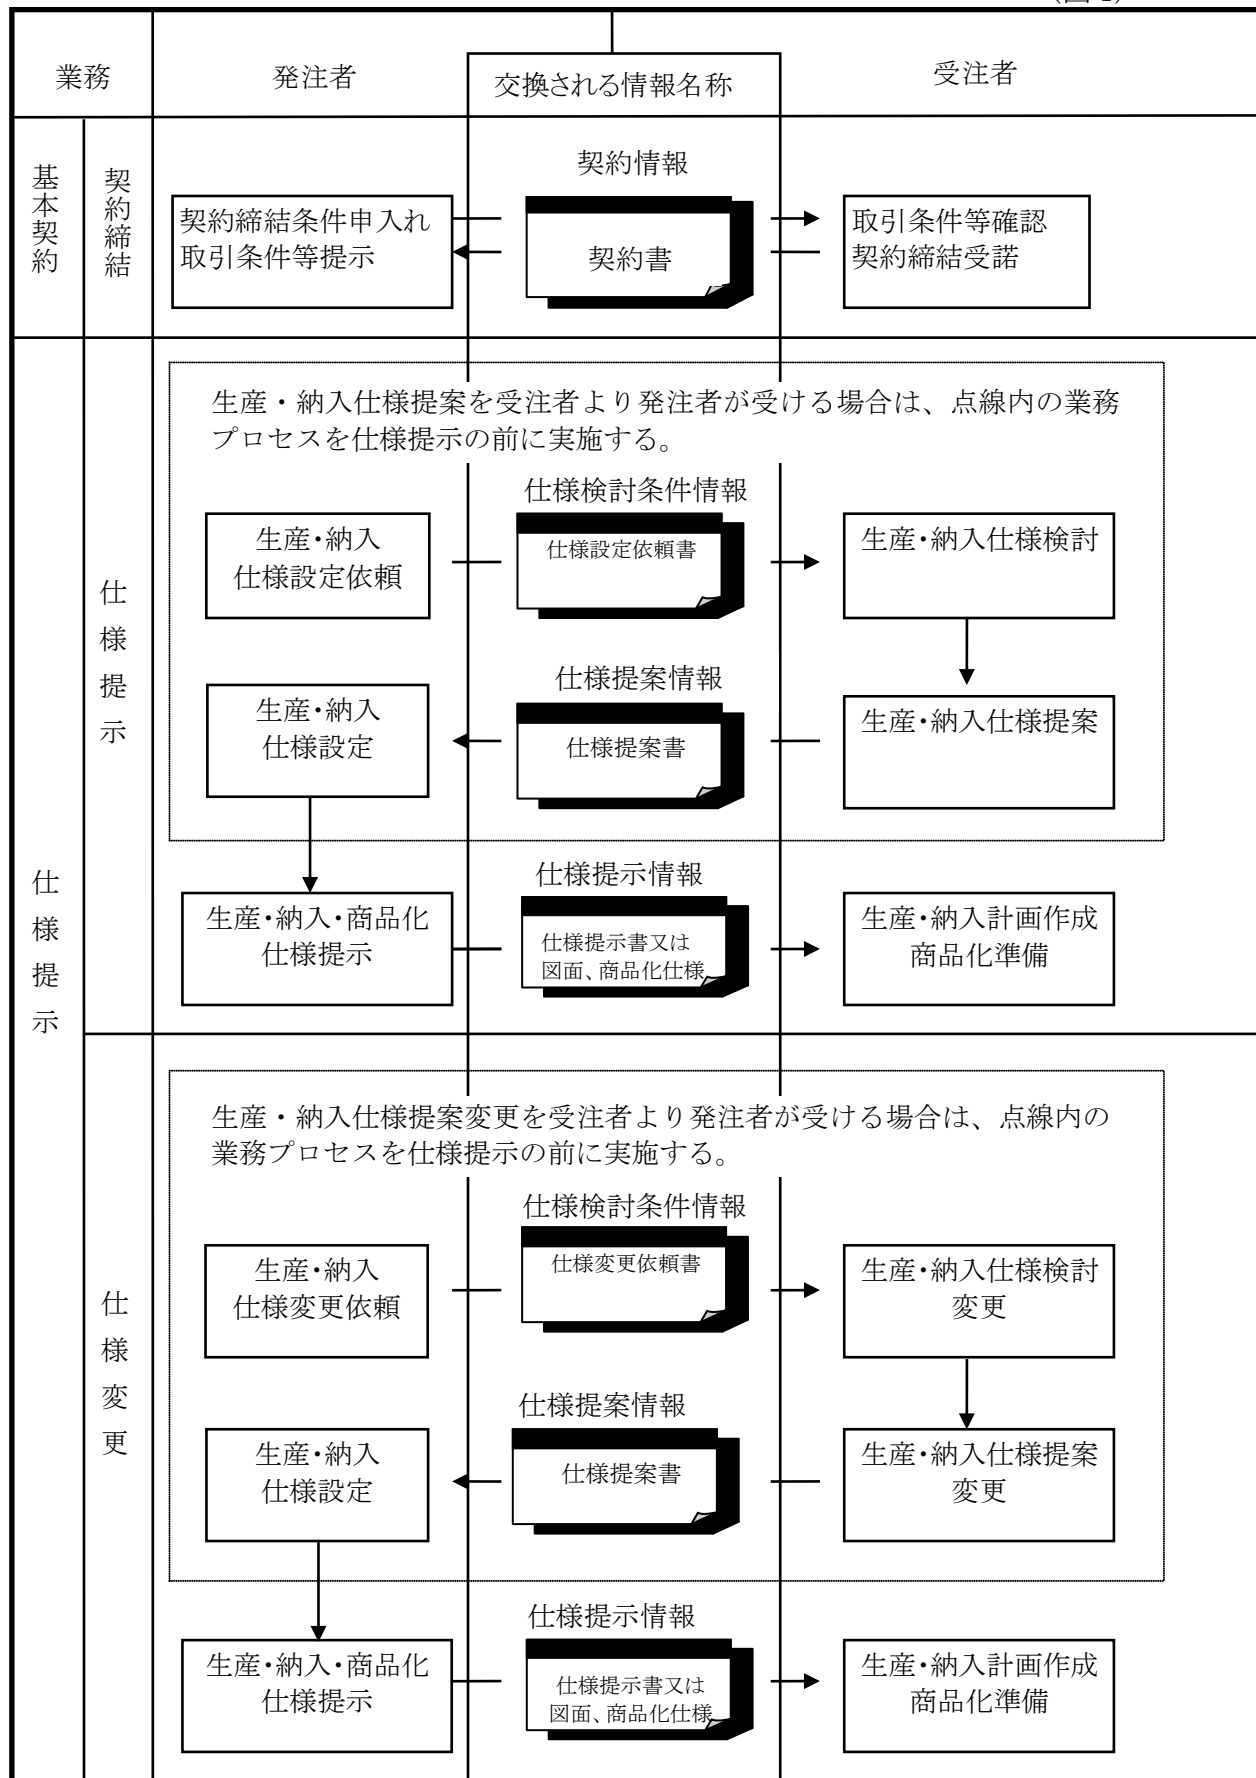 業務
発注者
交換される情報名称
受注者
基本契約
契約締結
契約情報
契約締結条件申入れ
取引条件等提示
契約書
取引条件等確認
契約締結受諾
仕様提示
仕様提示
生産・納入仕様提案を受注者より発注者が受ける場合は、点線内の業務
プロセスを仕様提示の前に実施する。
仕様検討条件情報
生産・納入
仕様設定依頼
仕様設定依頼書
生産・納入仕様検討
仕様提案情報
生産・納入
仕様設定
仕様提案書
生産・納入仕様提案
仕様提示情報
生産・納入・商品化
仕様提示
仕様提示書又は
図面、商品化仕様
生産・納入計画作成
商品化準備
仕様変更
生産・納入仕様提案変更を受注者より発注者が受ける場合は、点線内の
業務プロセスを仕様提示の前に実施する。
仕様検討条件情報
生産・納入
仕様変更依頼
仕様変更依頼書
生産・納入仕様検討
変更
仕様提案情報
生産・納入
仕様設定
仕様提案書
生産・納入仕様提案
変更
仕様提示情報
生産・納入・商品化
仕様提示
仕様提示書又は
図面、商品化仕様
生産・納入計画作成
商品化準備